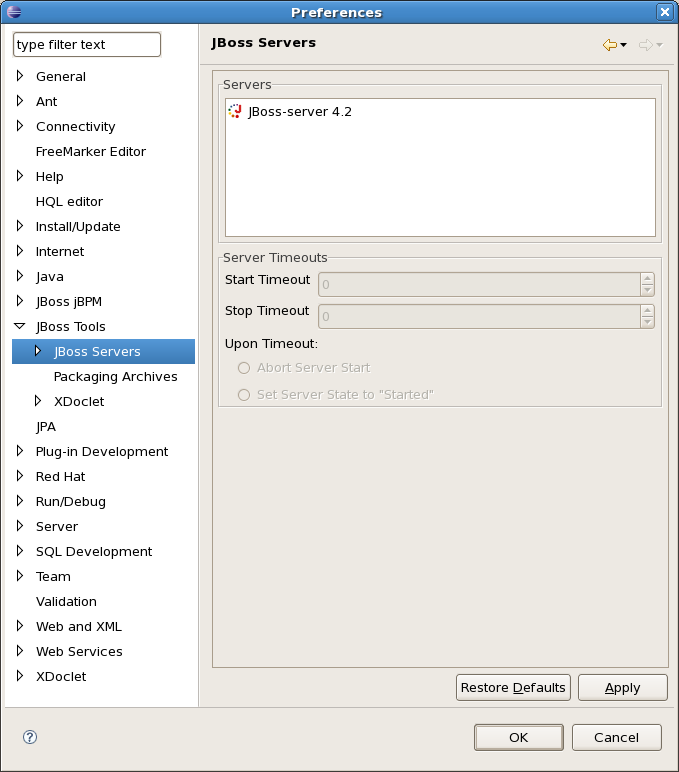 Preferences
type filter text
General
Ant
Connectivity
FreeMarker Editor
Help
HQL editor
Install/Update
Internet
Java
JBoss jBPM
JBoss Tools
JBoss Servers
Packaging Archives
XDoclet
JPA
Plug-in Development
Red Hat
Run/Debug
Server
SQL Development
Team
Validation
Web and XML
Web Services
XDoclet
JBoss Servers
Servers
JBoss-server 4.2
Server Timeouts
Start Timeout 0
Stop Timeout 0
Upon Timeout:
Abort Server Start
Set Server State to "Started"
Restore Defaults Apply
? OK Cancel